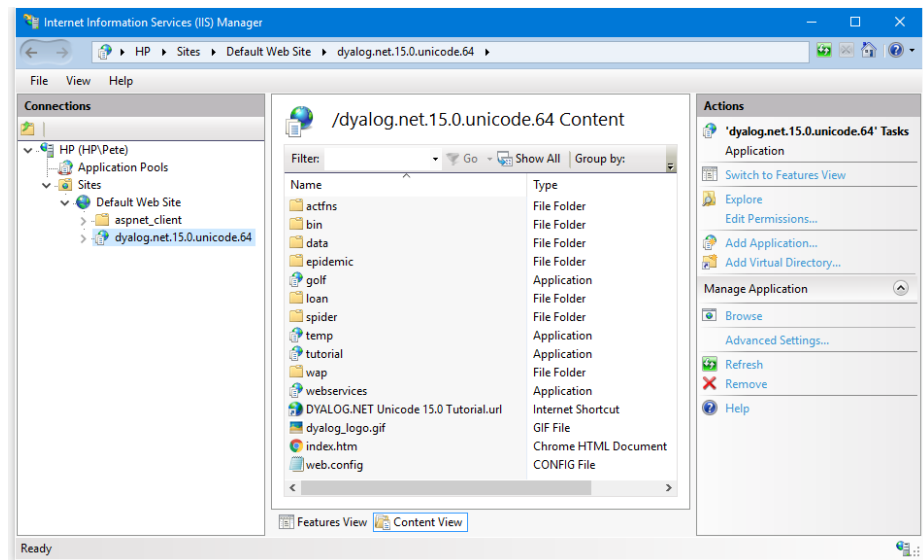 Internet Information Services (IIS) Manager
HP Sites Default Web Site dyalog.net.15.0.unicode.64
File View Help
Connections
HP (HP\Pete)
Application Pools
Sites
Default Web Site
aspnet_client
dyalog.net.15.0.unicode.64
/dyalog.net.15.0.unicode.64 Content
Filter: Go Show All Group by:
Name Type
actfns File Folder
bin File Folder
data File Folder
epidemic File Folder
golf Application
loan File Folder
spider File Folder
temp Application
tutorial Application
wap File Folder
webservices Application
DYALOG.NET Unicode 15.0 Tutorial.url Internet Shortcut
dyalog_logo.gif GIF File
index.htm Chrome HTML Document
web.config CONFIG File
Features View Content View
Actions
'dyalog.net.15.0.unicode.64' Tasks
Application
Switch to Features View
Explore
Edit Permissions...
Add Application...
Add Virtual Directory...
Manage Application
Browse
Advanced Settings...
Refresh
Remove
Help
Ready